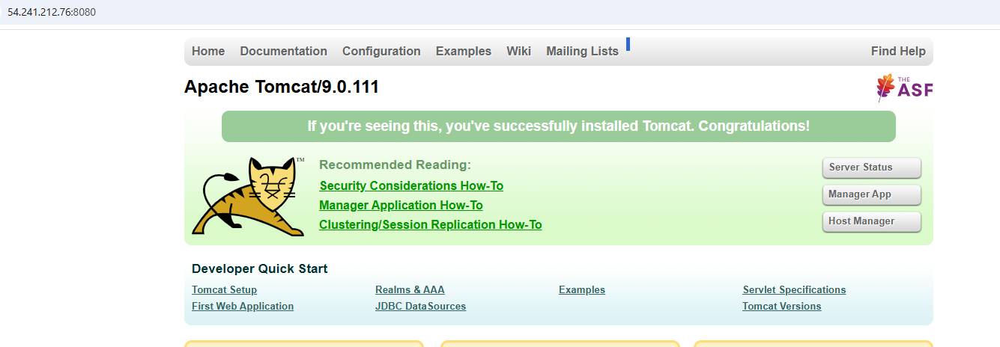 54.241.212.76:8080
Home Documentation Configuration Examples Wiki Mailing Lists Find Help
Apache Tomcat/9.0.111
THE
ASF
If you're seeing this, you've successfully installed Tomcat. Congratulations!
TM
Recommended Reading:
Security Considerations How-To
Manager Application How-To
Clustering/Session Replication How-To
Server Status
Manager App
Host Manager
Developer Quick Start
Tomcat Setup Realms & AAA Examples Servlet Specifications
First Web Application JDBC DataSources Tomcat Versions